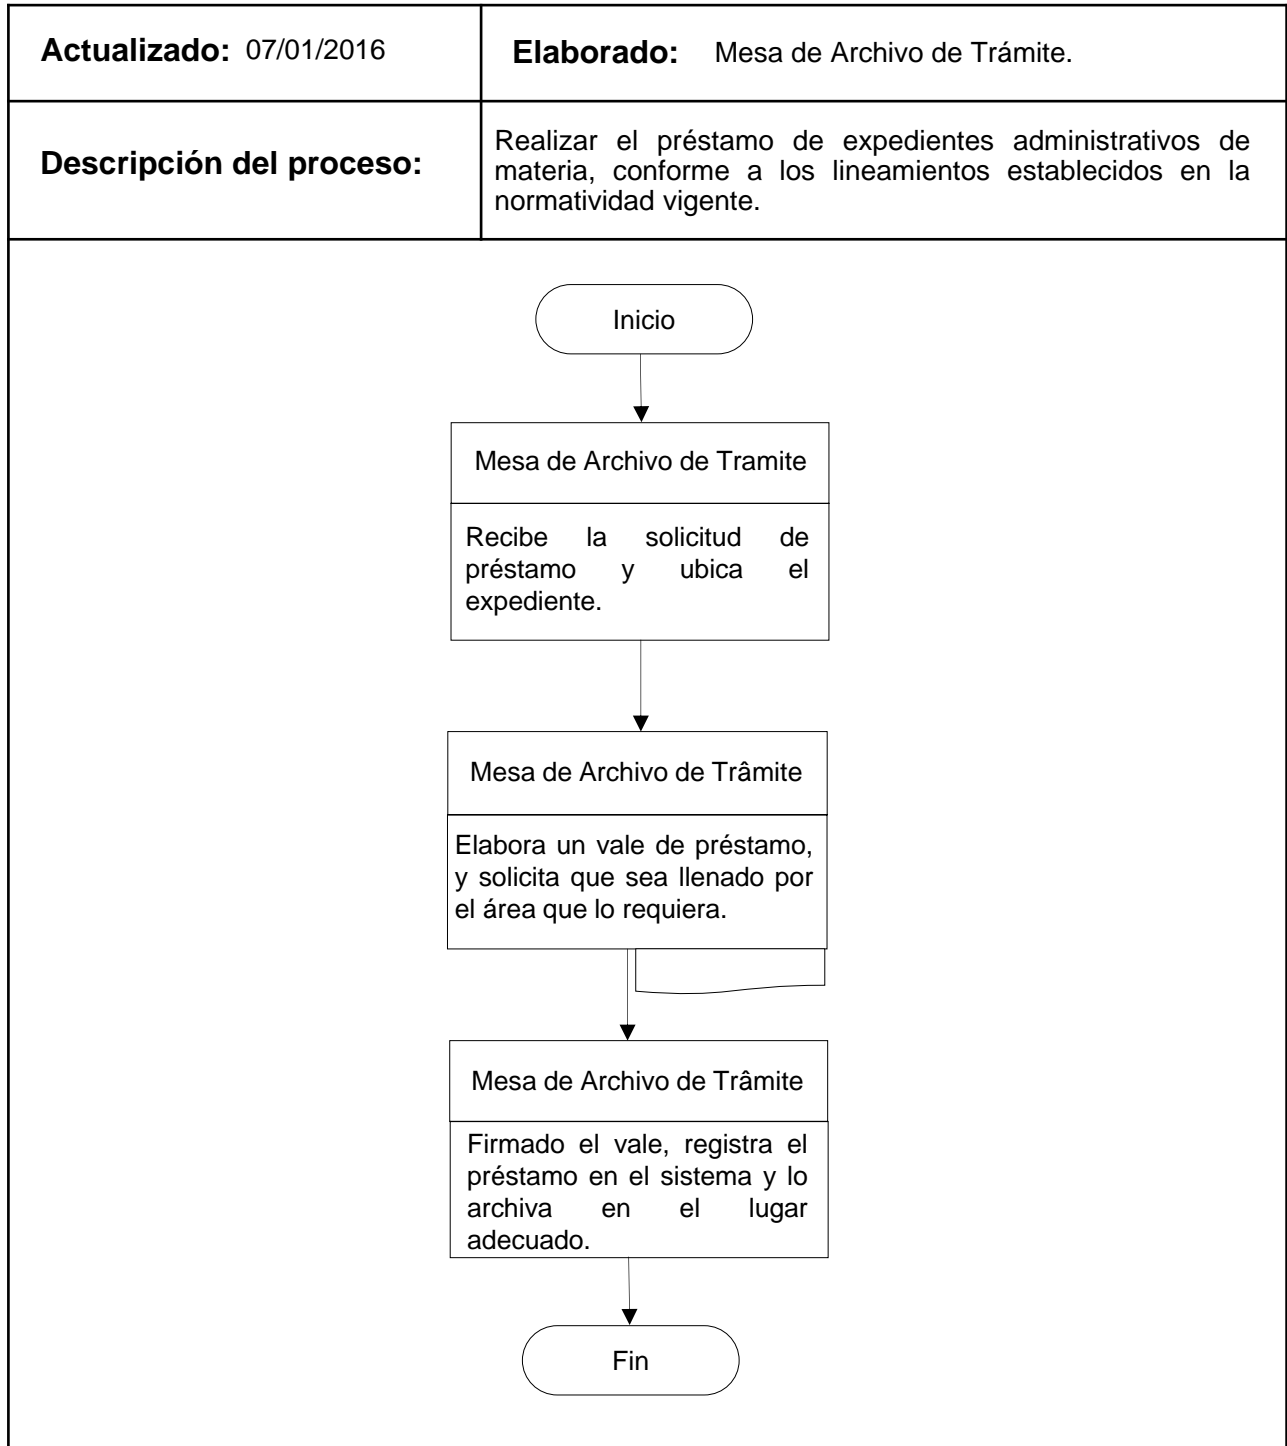 Actualizado: 07/01/2016
Elaborado: Mesa de Archivo de Trámite.
Descripción del proceso:
Realizar el préstamo de expedientes administrativos de
materia, conforme a los lineamientos establecidos en la
normatividad vigente.
Inicio
Mesa de Archivo de Tramite
Recibe la solicitud de
préstamo y ubica el
expediente.
Mesa de Archivo de Trâmite
Elabora un vale de préstamo,
y solicita que sea llenado por
el área que lo requiera.
Mesa de Archivo de Trâmite
Firmado el vale, registra el
préstamo en el sistema y lo
archiva en el lugar
adecuado.
Fin